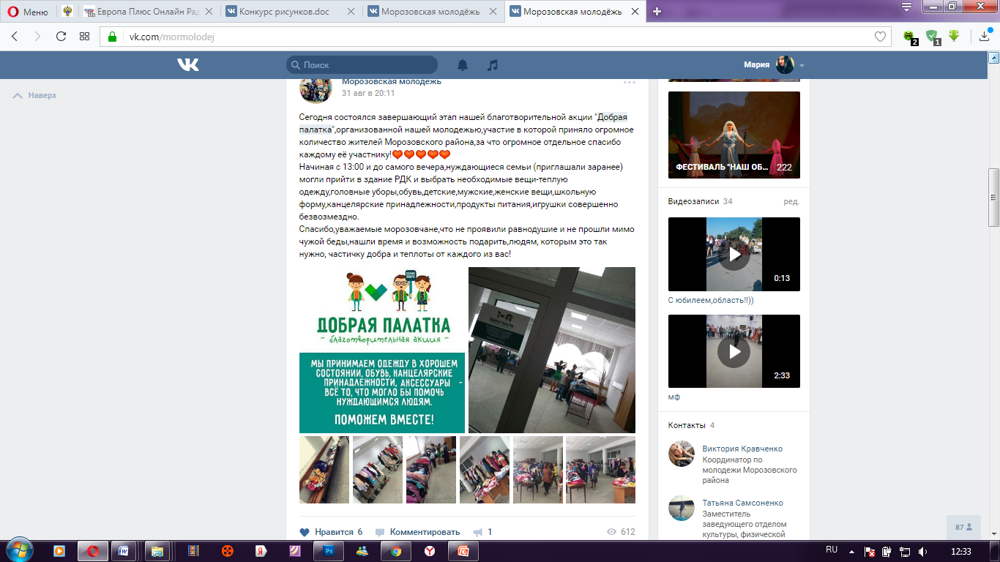 Меню
Европа Плюс Онлайн Рад
Конкурс рисунков.doc
Морозовская молодёжь
Морозовская молодёжь
vk.com/mormolodej
2
1
Поиск
Мария
Наверх
Морозовская молодежь
31 авг в 20:11
Сегодня состоялся завершающий этап нашей благотворительной акции "Добрая
палатка",организованной нашей молодежью,участие в которой приняло огромное
количество жителей Морозовского района,за что огромное отдельное спасибо
каждому её участнику!❤❤❤❤❤
Начиная с 13:00 и до самого вечера,нуждающиеся семьи (приглашали заранее)
могли прийти в здание РДК и выбрать необходимые вещи-теплую
одежду,головные уборы,обувь,детские,мужские,женские вещи,школьную
форму,канцелярские принадлежности,продукты питания,игрушки совершенно
безвозмездно.
Спасибо,уважаемые морозовчане,что не проявили равнодушие и не прошли мимо
чужой беды,нашли время и возможность подарить,людям, которым это так
нужно, частичку добра и теплоты от каждого из вас!
ДЕЛАЙ ДОБРО
ДОБРАЯ ПАЛАТКА
- благотворительная акция -
МЫ ПРИНИМАЕМ ОДЕЖДУ В ХОРОШЕМ
СОСТОЯНИИ, ОБУВЬ, КАНЦЕЛЯРСКИЕ
ПРИНАДЛЕЖНОСТИ, АКСЕССУАРЫ -
ВСЁ ТО, ЧТО МОГЛО БЫ ПОМОЧЬ
НУЖДАЮЩИМСЯ ЛЮДЯМ.
ПОМОЖЕМ ВМЕСТЕ!
Нравится 6
Комментировать
1
612
ФЕСТИВАЛЬ "НАШ ОБ... 222
Видеозаписи 34
ред.
0:13
С юбилеем,область!!))
2:33
мф
Контакты 4
Виктория Кравченко
Координатор по
молодежи Морозовского
района
Татьяна Самсоненко
Заместитель
заведующего отделом
культуры, физической
87
RU
12:33